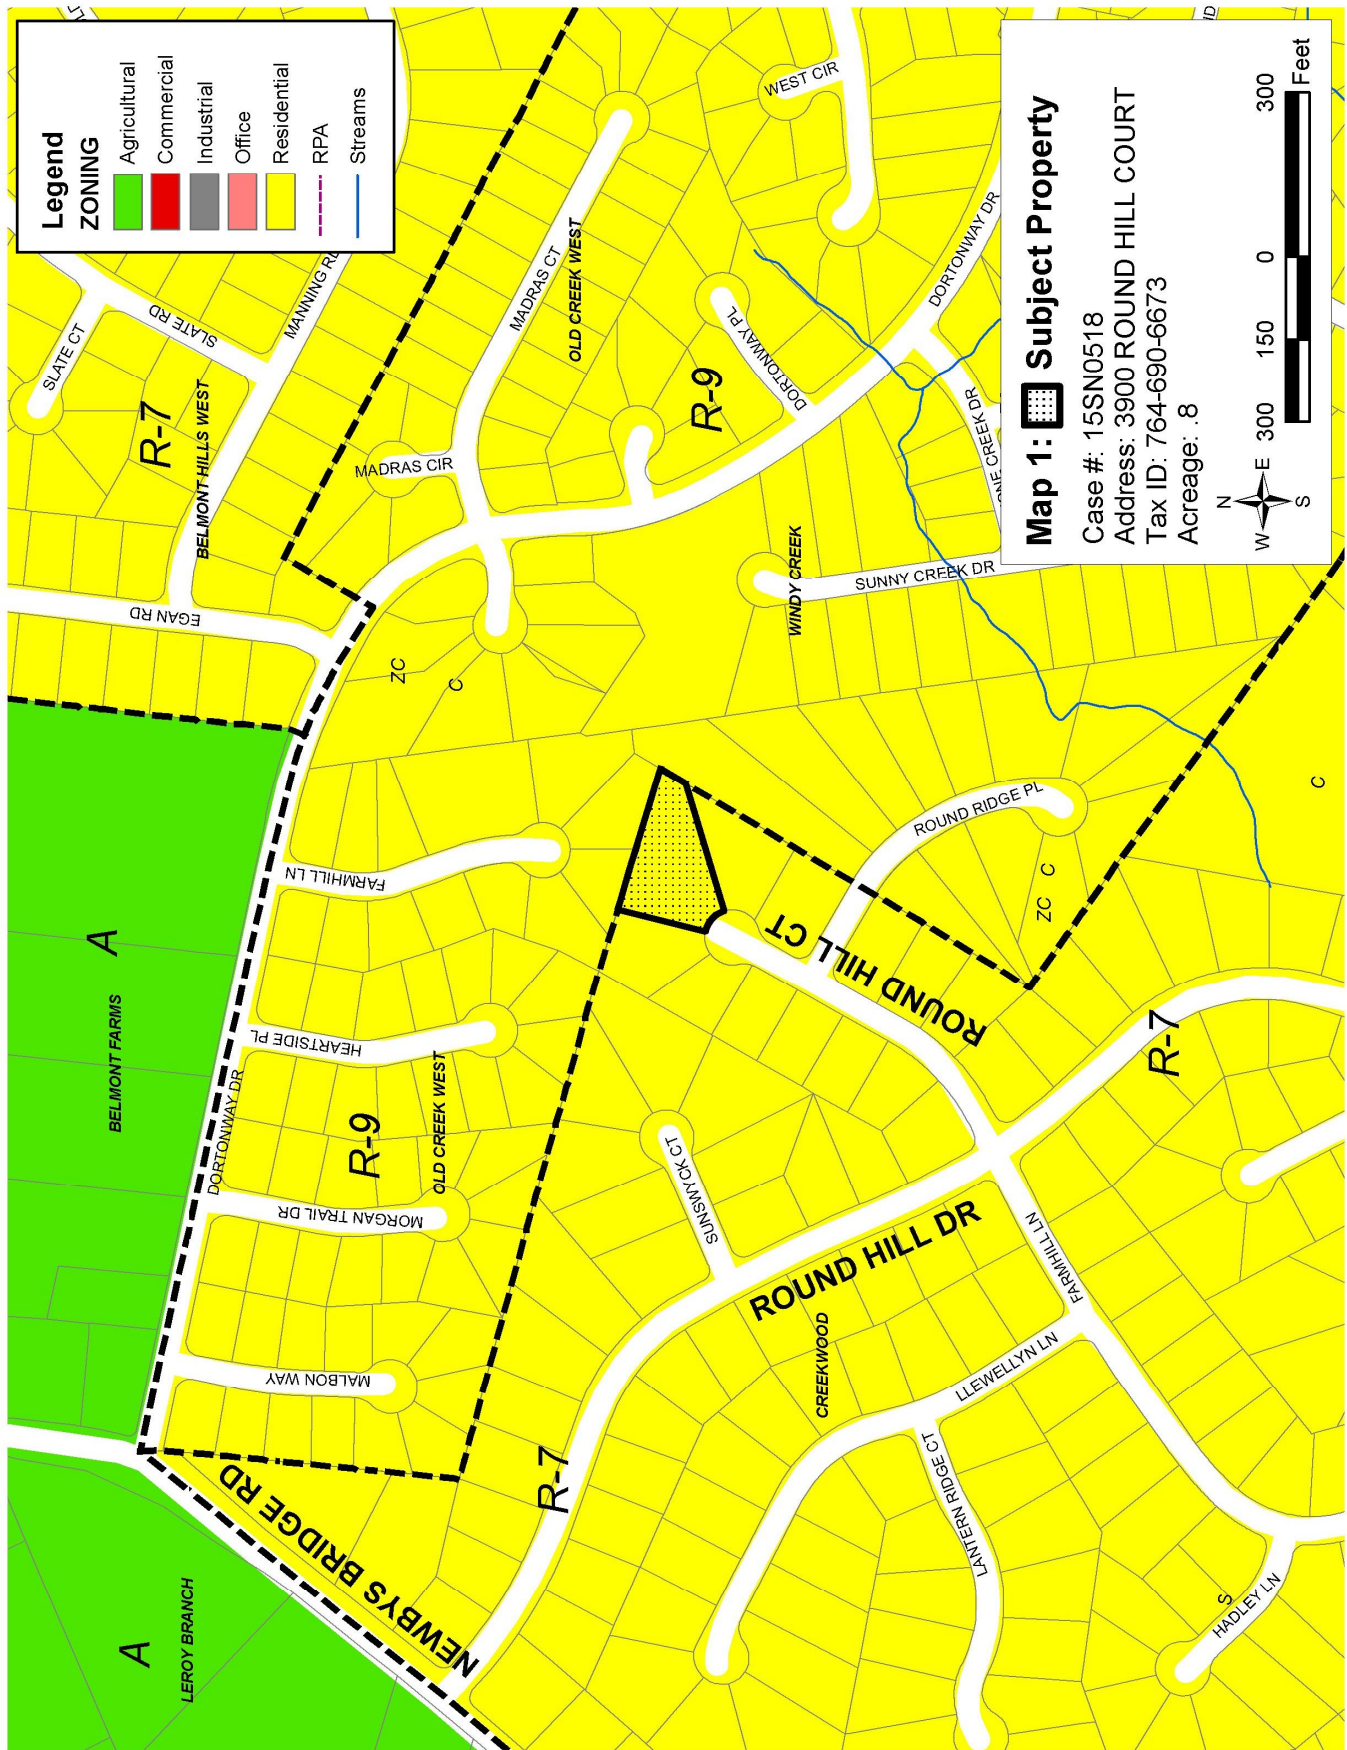 Legend
ZONING
Agricultural
Commercial
Industrial
Office
Residential
RPA
Streams
Map 1: Subject Property
Case #: 15SN0518
Address: 3900 ROUND HILL COURT
Tax ID: 764-690-6673
Acreage: .8
N
W E
S
300 150 0 300
Feet
A
LEROY BRANCH
A
BELMONT FARMS
NEWBYS BRIDGE RD
MALBON WAY
MORGAN TRAIL DR
DORTONWAY DR
HEARTSIDE PL
FARMHILL LN
R-9
OLD CREEK WEST
EGAN RD
BELMONT HILLS WEST
R-7
SLATE CT
SLATE RD
MANNING RD
ZC
C
MADRAS CIR
MADRAS CT
OLD CREEK WEST
R-9
DORTONWAY PL
WEST CIR
DORTONWAY DR
WINDY CREEK
SUNNY CREEK DR
R-7
SUNSWYCK CT
ROUND HILL CT
ROUND RIDGE PL
ZC
C
C
ROUND HILL DR
CREEKWOOD
R-7
FARMHILL LN
LLEWELLYN LN
LANTERN RIDGE CT
S
HADLEY LN